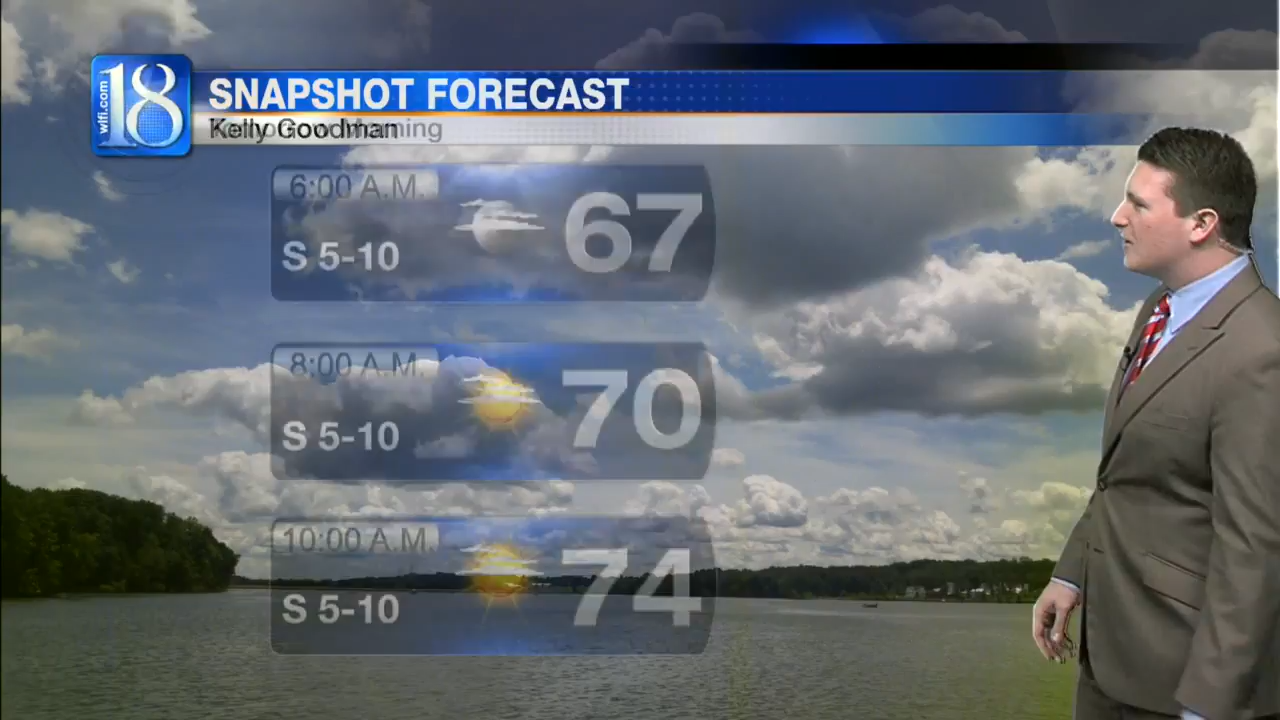 wlfi.com
18
SNAPSHOT FORECAST
Kelly Goodman
6:00 A.M.
S 5-10
67
8:00 A.M.
S 5-10
70
10:00 A.M.
S 5-10
74